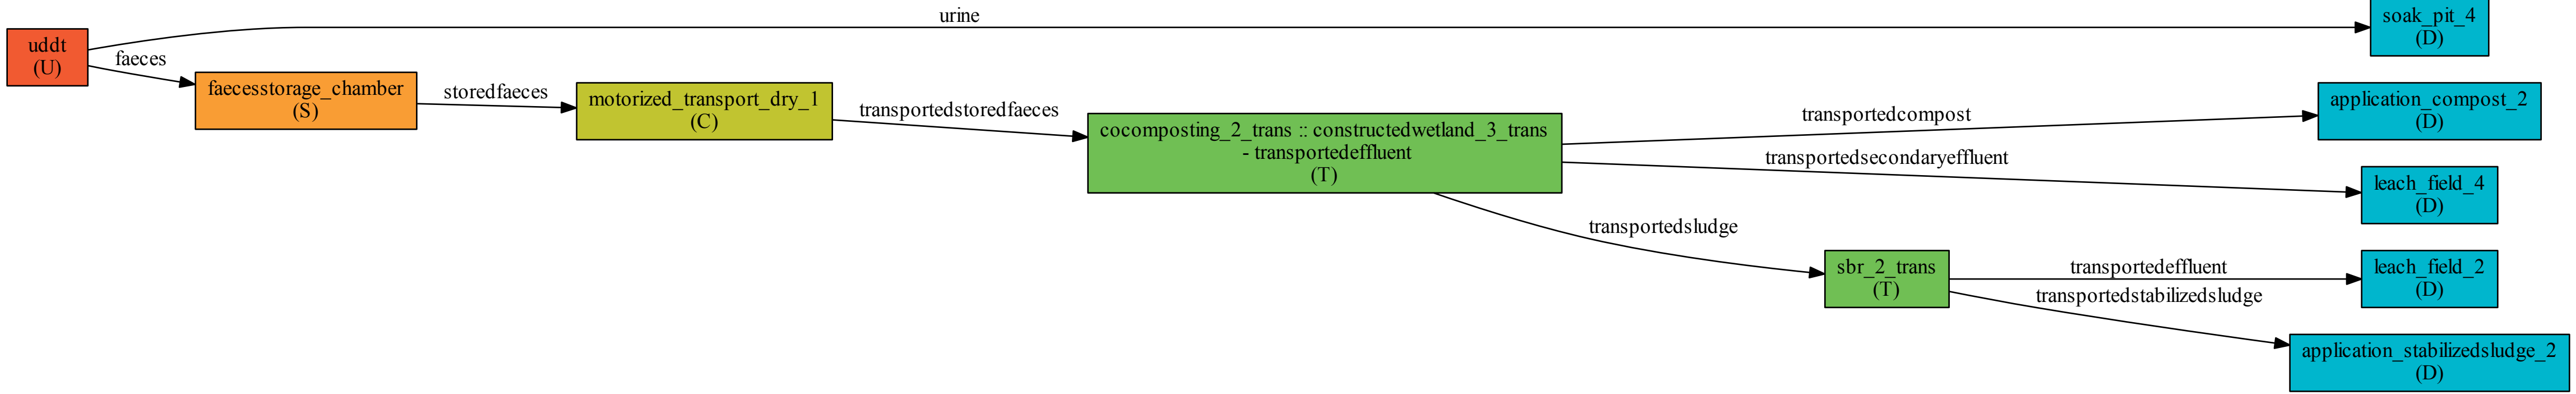 urine
soak_pit_4
(D)
uddt
(U)
faeces
faecesstorage_chamber
(S)
storedfaeces
motorized_transport_dry_1
(C)
transportedstoredfaeces
cocomposting_2_trans :: constructedwetland_3_trans
- transportedeffluent
(T)
transportedcompost
application_compost_2
(D)
transportedsecondaryeffluent
leach_field_4
(D)
transportedsludge
sbr_2_trans
(T)
transportedeffluent
leach_field_2
(D)
transportedstabilizedsludge
application_stabilizedsludge_2
(D)